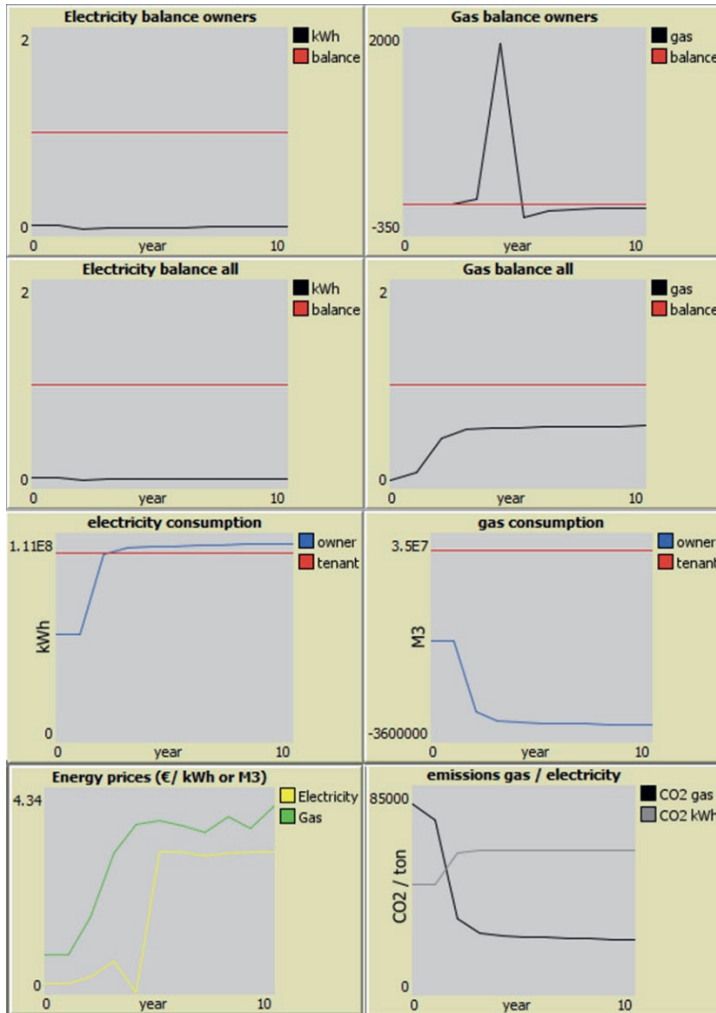 Electricity balance owners
2
kWh
balance
0
0 year 10
Gas balance owners
2000
gas
balance
-350
0 year 10
Electricity balance all
2
kWh
balance
0
0 year 10
Gas balance all
2
gas
balance
0
0 year 10
electricity consumption
1.11E8
owner
tenant
kWh
0
0 year 10
gas consumption
3.5E7
owner
tenant
M3
-3600000
0 year 10
Energy prices (€/ kWh or M3)
4.34
Electricity
Gas
0
0 year 10
emissions gas / electricity
85000
CO2 gas
CO2 kWh
CO2 / ton
0
0 year 10